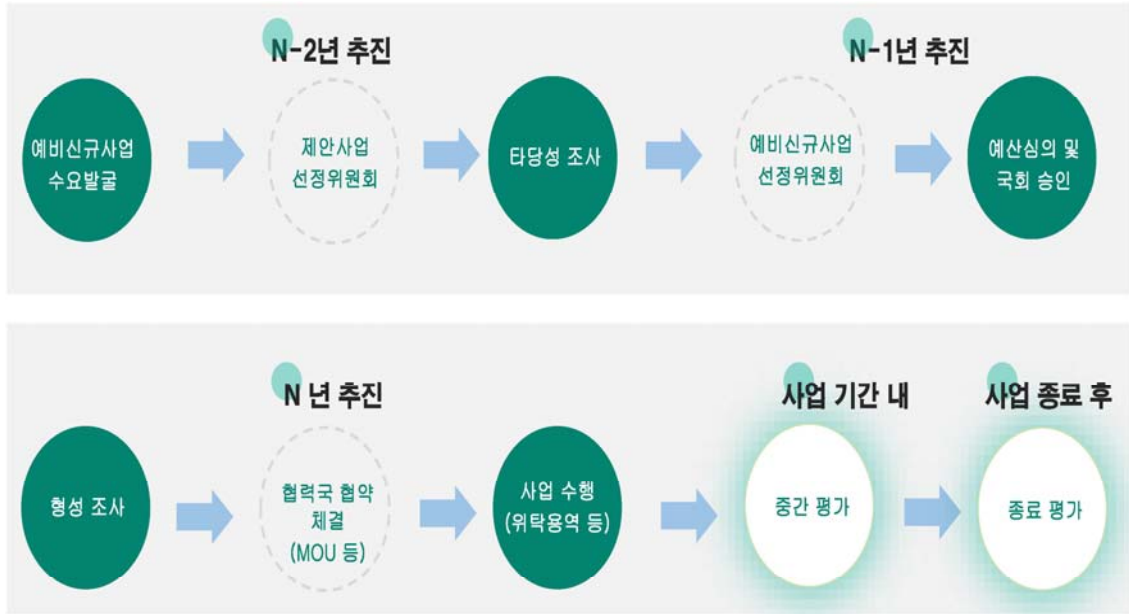 N-2년 추진
N-1년 추진
예비신규사업
수요발굴
제안사업
선정위원회
타당성 조사
예비신규사업
선정위원회
예산심의 및
국회 승인
N 년 추진
사업 기간 내
사업 종료 후
형성 조사
협력국 협약
체결
(MOU 등)
사업 수행
(위탁용역 등)
중간 평가
종료 평가